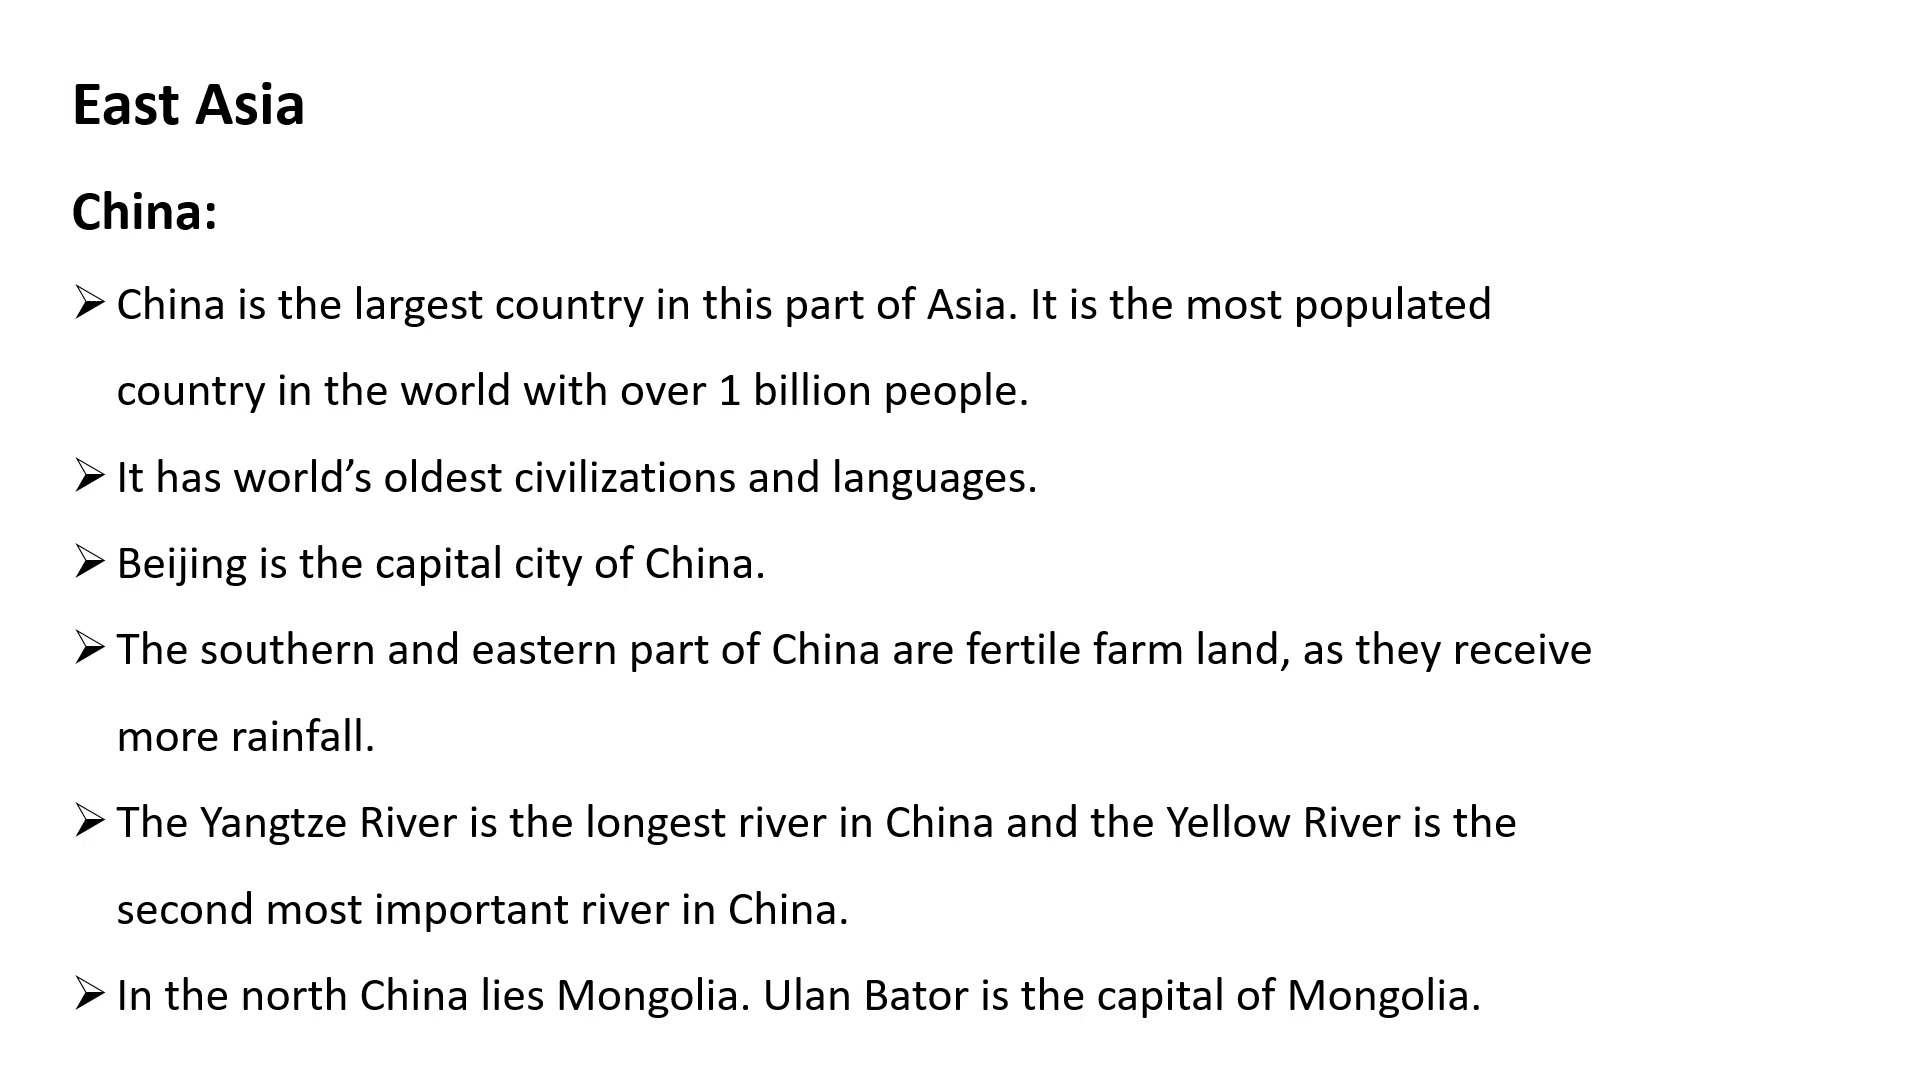 East Asia
China:
➢ China is the largest country in this part of Asia. It is the most populated
country in the world with over 1 billion people.
➢ It has world’s oldest civilizations and languages.
➢ Beijing is the capital city of China.
➢ The southern and eastern part of China are fertile farm land, as they receive
more rainfall.
➢ The Yangtze River is the longest river in China and the Yellow River is the
second most important river in China.
➢ In the north China lies Mongolia. Ulan Bator is the capital of Mongolia.